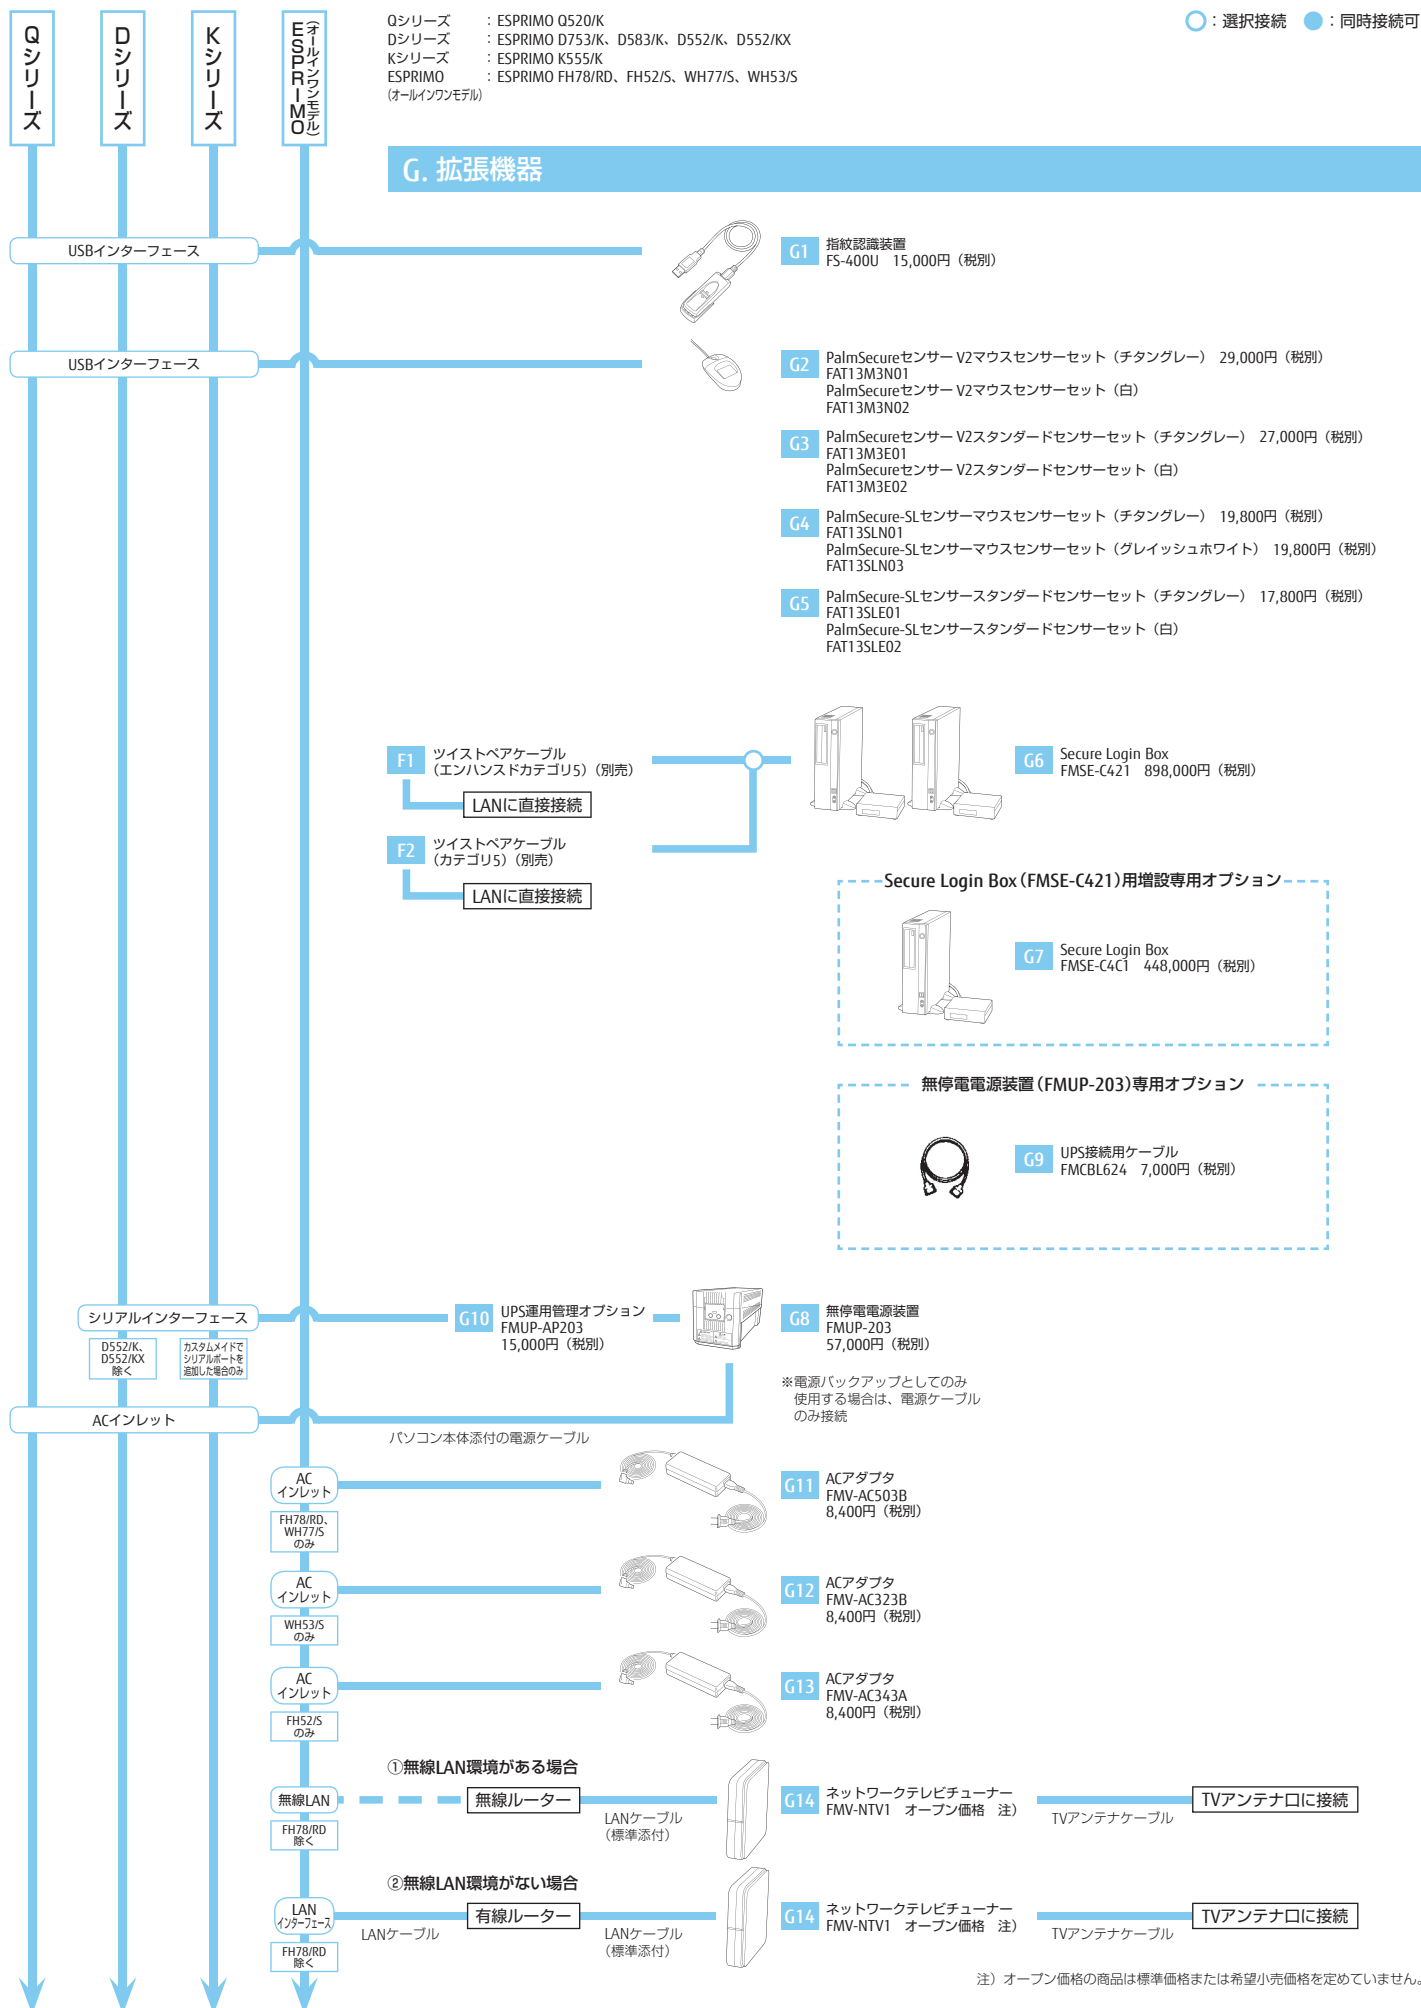 Qシリーズ
Dシリーズ
Kシリーズ
ESPRIMO
(オールインワンモデル)
Qシリーズ ：ESPRIMO Q520/K
Dシリーズ ：ESPRIMO D753/K、D583/K、D552/K、D552/KX
Kシリーズ ：ESPRIMO K555/K
ESPRIMO ：ESPRIMO FH78/RD、FH52/S、WH77/S、WH53/S
(オールインワンモデル)
：選択接続 ：同時接続可
G. 拡張機器
USBインターフェース
G1 指紋認識装置
FS-400U 15,000円（税別）
USBインターフェース
G2 PalmSecureセンサー V2マウスセンサーセット（チタングレー） 29,000円（税別）
FAT13M3N01
PalmSecureセンサー V2マウスセンサーセット（白）
FAT13M3N02
G3 PalmSecureセンサー V2スタンダードセンサーセット（チタングレー） 27,000円（税別）
FAT13M3E01
PalmSecureセンサー V2スタンダードセンサーセット（白）
FAT13M3E02
G4 PalmSecure-SLセンサーマウスセンサーセット（チタングレー） 19,800円（税別）
FAT13SLN01
PalmSecure-SLセンサーマウスセンサーセット（グレイッシュホワイト） 19,800円（税別）
FAT13SLN03
G5 PalmSecure-SLセンサースタンダードセンサーセット（チタングレー） 17,800円（税別）
FAT13SLE01
PalmSecure-SLセンサースタンダードセンサーセット（白）
FAT13SLE02
F1 ツイストペアケーブル
（エンハンスドカテゴリ5）（別売）
LANに直接接続
F2 ツイストペアケーブル
（カテゴリ5）（別売）
LANに直接接続
G6 Secure Login Box
FMSE-C421 898,000円（税別）
Secure Login Box（FMSE-C421）用増設専用オプション
G7 Secure Login Box
FMSE-C4C1 448,000円（税別）
無停電電源装置（FMUP-203）専用オプション
G9 UPS接続用ケーブル
FMCBL624 7,000円（税別）
シリアルインターフェース
D552/K、
D552/KX
除く
カスタムメイドで
シリアルポートを
追加した場合のみ
G10 UPS運用管理オプション
FMUP-AP203
15,000円（税別）
G8 無停電電源装置
FMUP-203
57,000円（税別）
※電源バックアップとしてのみ
使用する場合は、電源ケーブル
のみ接続
ACインレット
パソコン本体添付の電源ケーブル
AC
インレット
FH78/RD、
WH77/S
のみ
G11 ACアダプタ
FMV-AC503B
8,400円（税別）
AC
インレット
WH53/S
のみ
G12 ACアダプタ
FMV-AC323B
8,400円（税別）
AC
インレット
FH52/S
のみ
G13 ACアダプタ
FMV-AC343A
8,400円（税別）
①無線LAN環境がある場合
無線LAN
FH78/RD
除く
無線ルーター
LANケーブル
（標準添付）
G14 ネットワークテレビチューナー
FMV-NTV1 オープン価格 注）
TVアンテナケーブル
TVアンテナ口に接続
②無線LAN環境がない場合
LAN
インターフェース
FH78/RD
除く
LANケーブル
有線ルーター
LANケーブル
（標準添付）
G14 ネットワークテレビチューナー
FMV-NTV1 オープン価格 注）
TVアンテナケーブル
TVアンテナ口に接続
注）オープン価格の商品は標準価格または希望小売価格を定めていません。